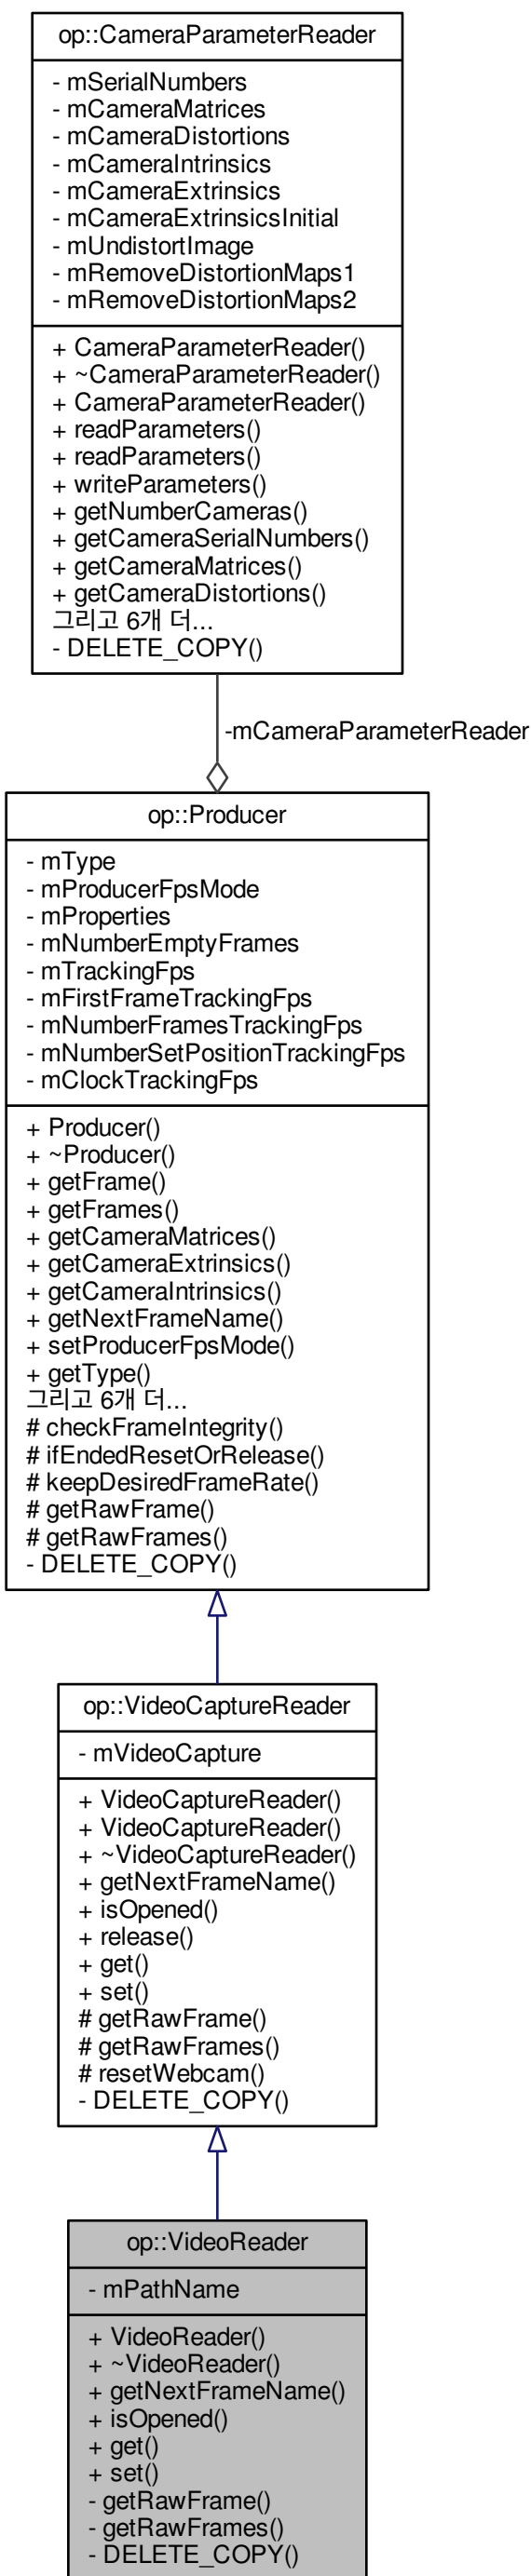 op::CameraParameterReader
- mSerialNumbers
- mCameraMatrices
- mCameraDistortions
- mCameraIntrinsics
- mCameraExtrinsics
- mCameraExtrinsicsInitial
- mUndistortImage
- mRemoveDistortionMaps1
- mRemoveDistortionMaps2
+ CameraParameterReader()
+ ~CameraParameterReader()
+ CameraParameterReader()
+ readParameters()
+ readParameters()
+ writeParameters()
+ getNumberCameras()
+ getCameraSerialNumbers()
+ getCameraMatrices()
+ getCameraDistortions()
그리고 6개 더...
- DELETE_COPY()
-mCameraParameterReader
op::Producer
- mType
- mProducerFpsMode
- mProperties
- mNumberEmptyFrames
- mTrackingFps
- mFirstFrameTrackingFps
- mNumberFramesTrackingFps
- mNumberSetPositionTrackingFps
- mClockTrackingFps
+ Producer()
+ ~Producer()
+ getFrame()
+ getFrames()
+ getCameraMatrices()
+ getCameraExtrinsics()
+ getCameraIntrinsics()
+ getNextFrameName()
+ setProducerFpsMode()
+ getType()
그리고 6개 더...
# checkFrameIntegrity()
# ifEndedResetOrRelease()
# keepDesiredFrameRate()
# getRawFrame()
# getRawFrames()
- DELETE_COPY()
op::VideoCaptureReader
- mVideoCapture
+ VideoCaptureReader()
+ VideoCaptureReader()
+ ~VideoCaptureReader()
+ getNextFrameName()
+ isOpened()
+ release()
+ get()
+ set()
# getRawFrame()
# getRawFrames()
# resetWebcam()
- DELETE_COPY()
op::VideoReader
- mPathName
+ VideoReader()
+ ~VideoReader()
+ getNextFrameName()
+ isOpened()
+ get()
+ set()
- getRawFrame()
- getRawFrames()
- DELETE_COPY()